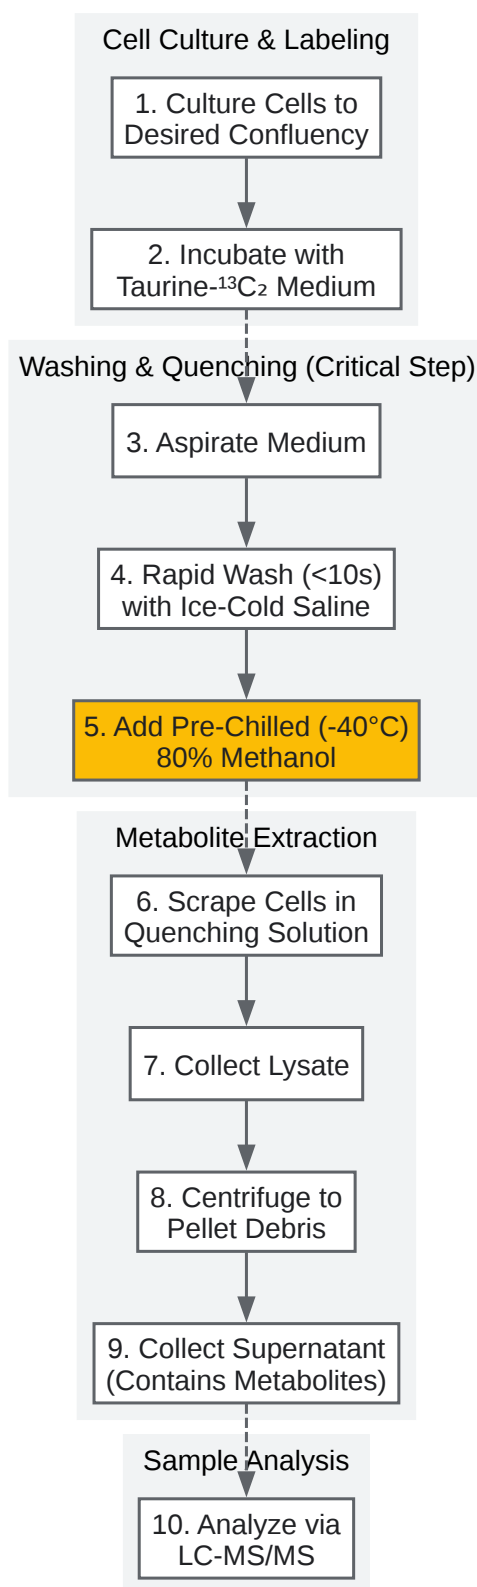 Cell Culture & Labeling
1. Culture Cells to
Desired Confluency
2. Incubate with
Taurine-¹³C₂ Medium
Washing & Quenching (Critical Step)
3. Aspirate Medium
4. Rapid Wash (<10s)
with Ice-Cold Saline
5. Add Pre-Chilled (-40°C)
80% Methanol
Metabolite Extraction
6. Scrape Cells in
Quenching Solution
7. Collect Lysate
8. Centrifuge to
Pellet Debris
9. Collect Supernatant
(Contains Metabolites)
Sample Analysis
10. Analyze via
LC-MS/MS